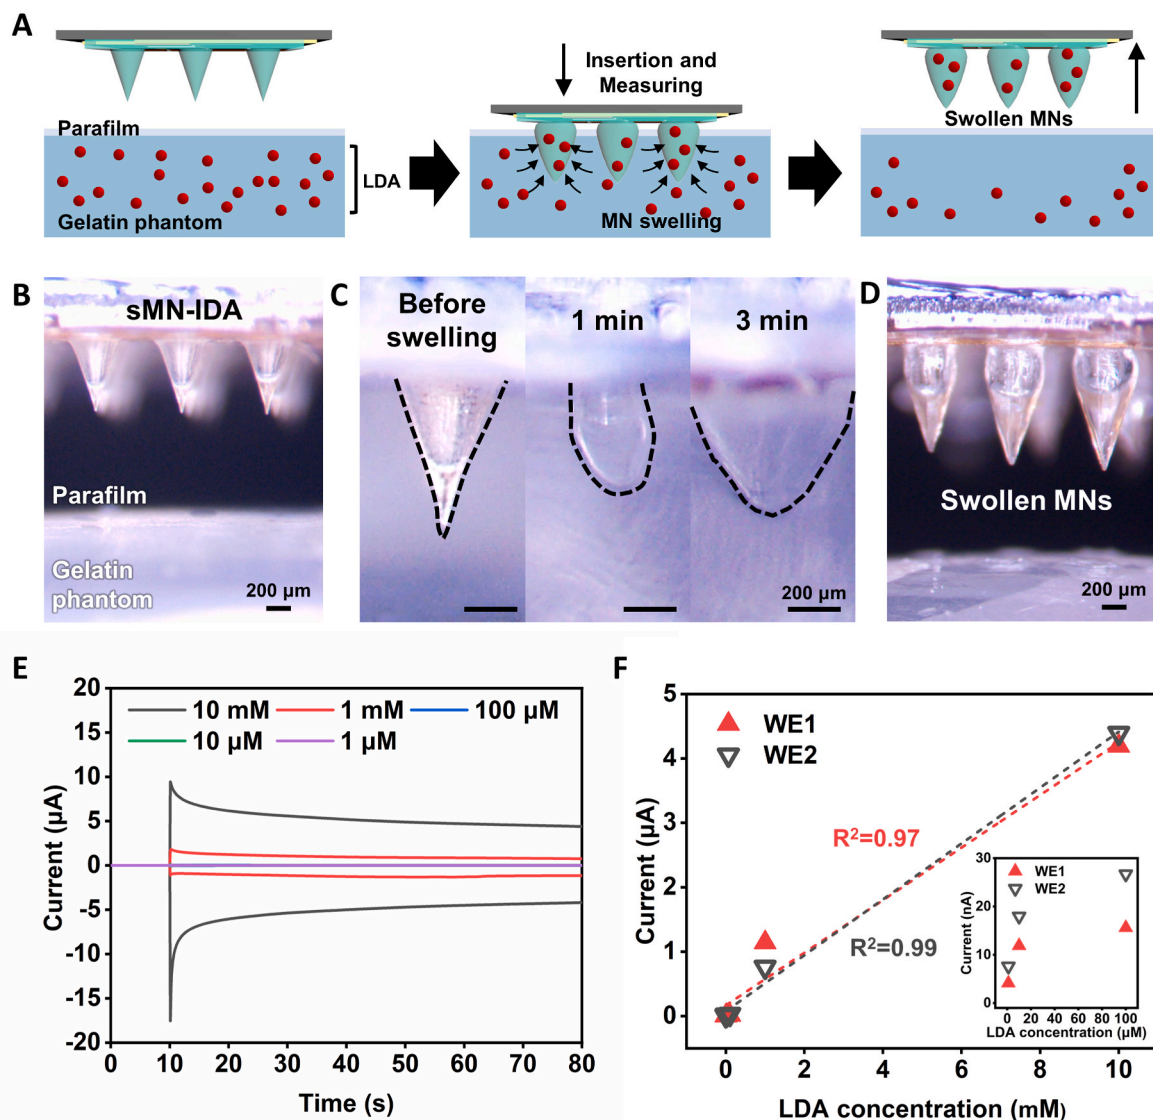 A
Parafilm
Gelatin phantom
LDA
Insertion and
Measuring
MN swelling
Swollen MNs
B
sMN-IDA
Parafilm
Gelatin
phantom
200 µm
C
Before
swelling
1 min
3 min
200 µm
D
Swollen MNs
200 µm
E
20
15
10
5
0
-5
-10
-15
-20
Current (µA)
10 mM
1 mM
100 µM
10 µM
1 µM
0
10
20
30
40
50
60
70
80
Time (s)
F
5
4
3
2
1
0
Current (µA)
WE1
WE2
R²=0.97
R²=0.99
0
2
4
6
8
10
LDA concentration (mM)
30
20
10
0
Current (nA)
WE1
WE2
0
20
40
60
80
100
LDA concentration (µM)